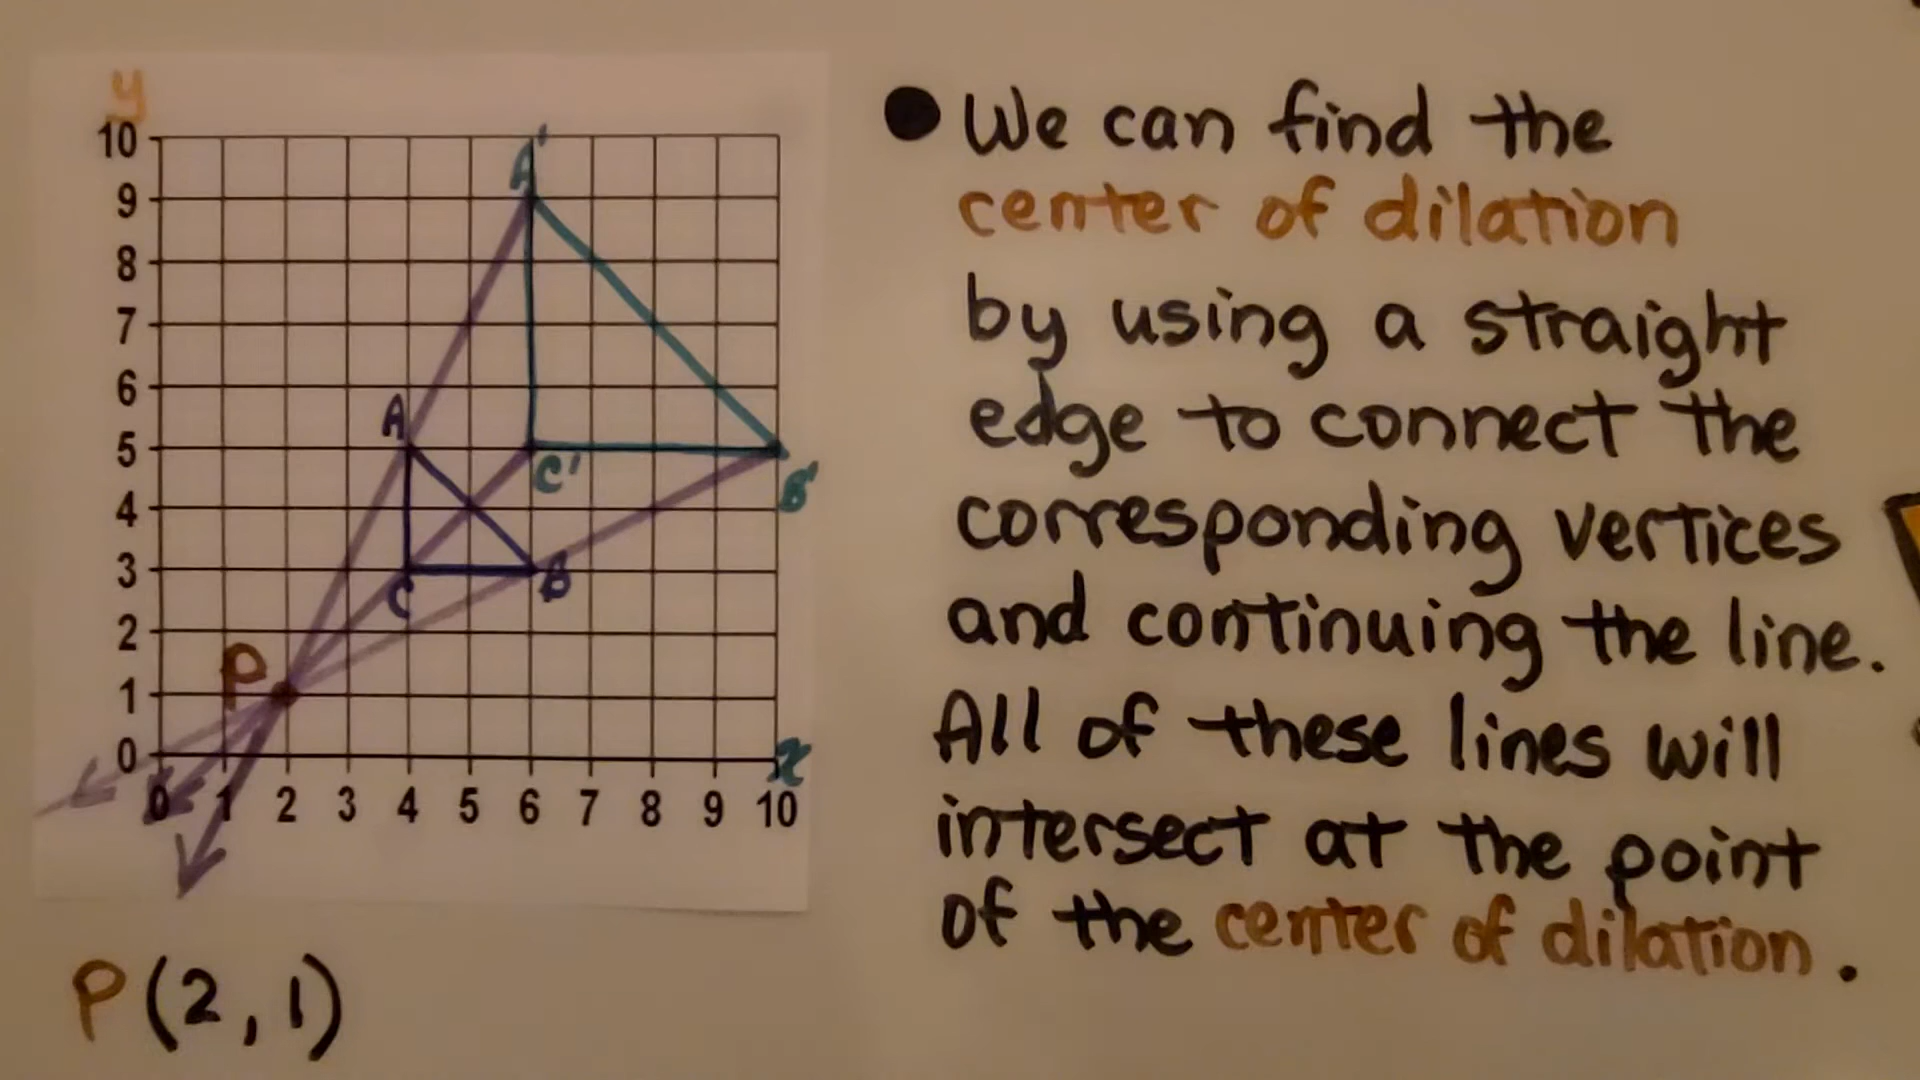 y
10
A'
9
8
7
6
A
5
C'
B'
4
3
C
B
2
P
1
0
x
0 1 2 3 4 5 6 7 8 9 10
P(2,1)
● We can find the
center of dilation
by using a straight
edge to connect the
corresponding vertices
and continuing the line.
All of these lines will
intersect at the point
of the center of dilation.